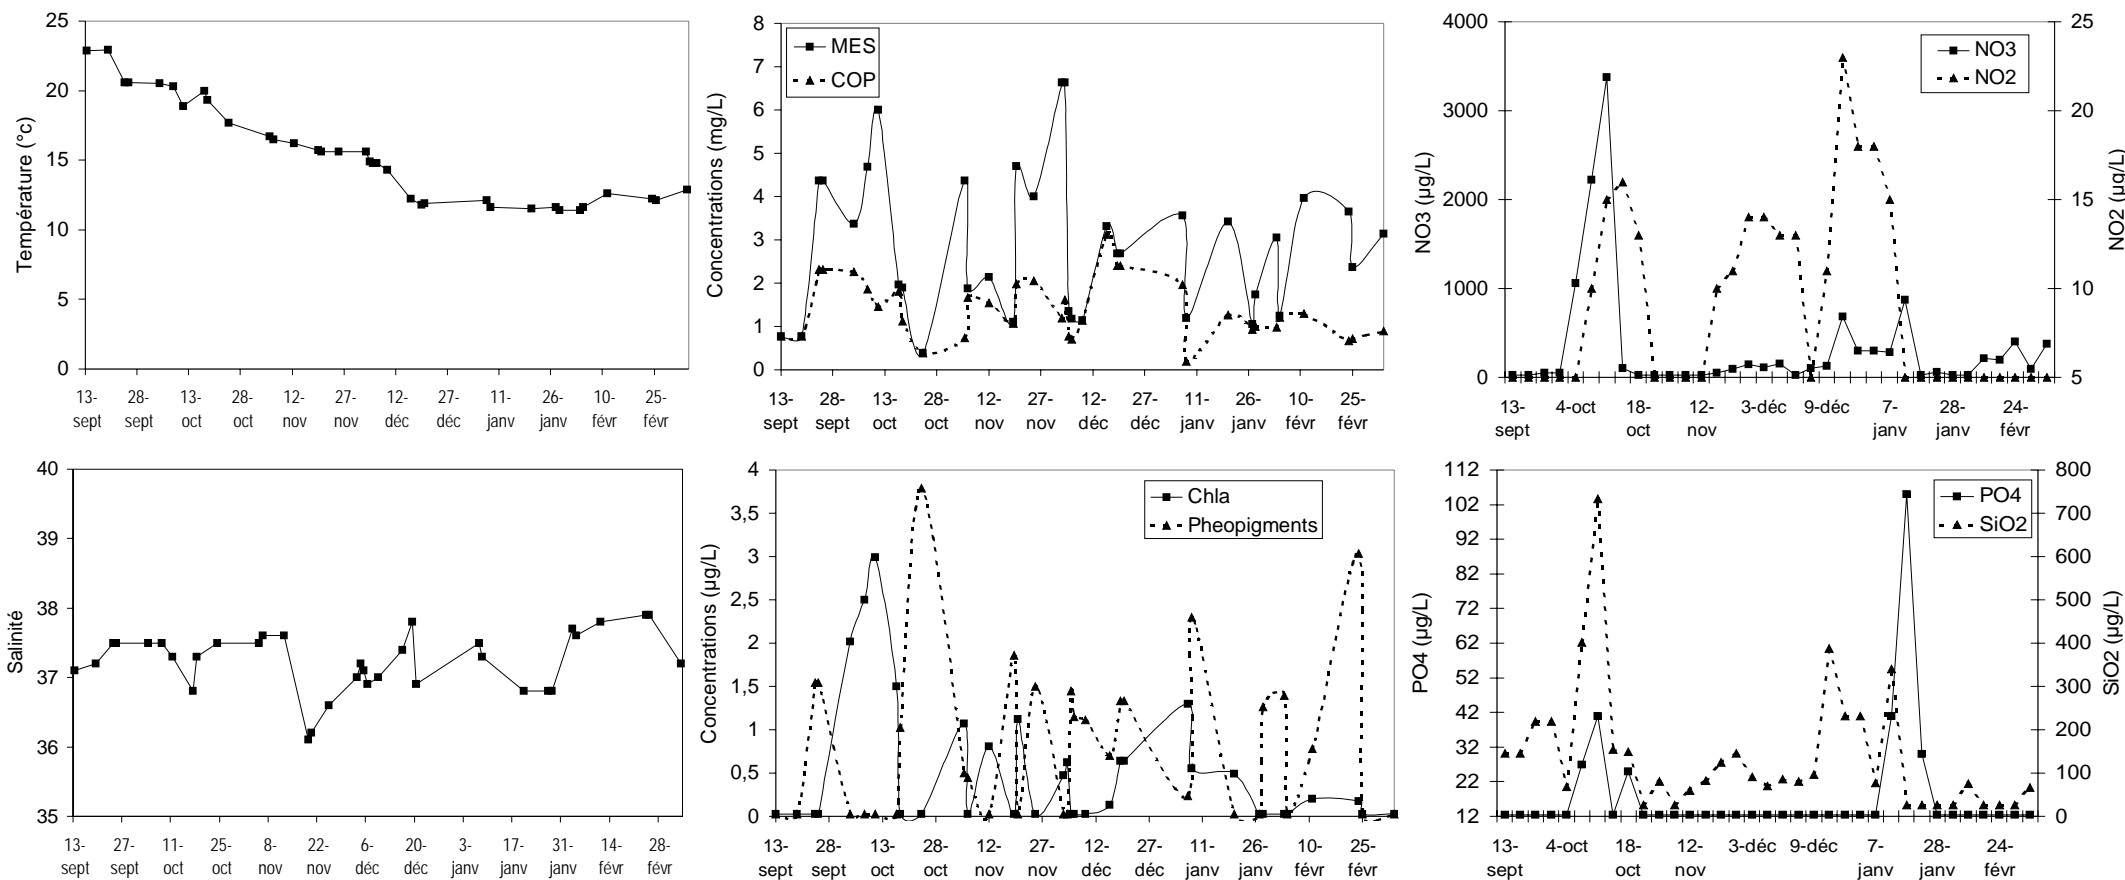 Température (°c)
25
20
15
10
5
0
13- 28- 13- 28- 12- 27- 12- 27- 11- 26- 10- 25-
sept sept oct oct nov nov déc déc janv janv févr févr
Concentrations (mg/L)
8
7
6
5
4
3
2
1
0
MES
COP
13- 28- 13- 28- 12- 27- 12- 27- 11- 26- 10- 25-
sept sept oct oct nov nov déc déc janv janv févr févr
NO3 (µg/L)
4000
3000
2000
1000
0
NO3
NO2
25
20
15
10
5
NO2 (µg/L)
13- 4-oct 18- 12- 3-déc 9-déc 7- 28- 24-
sept oct nov janv janv févr
Salinité
40
39
38
37
36
35
13- 27- 11- 25- 8- 22- 6- 20- 3- 17- 31- 14- 28-
sept sept oct oct nov nov déc déc janv janv janv févr févr
Concentrations (µg/L)
4
3,5
3
2,5
2
1,5
1
0,5
0
Chla
Pheopigments
13- 28- 13- 28- 12- 27- 12- 27- 11- 26- 10- 25-
sept sept oct oct nov nov déc déc janv janv févr févr
PO4 (µg/L)
112
102
92
82
72
62
52
42
32
22
12
PO4
SiO2
800
700
600
500
400
300
200
100
0
SiO2 (µg/L)
13- 4-oct 18- 12- 3-déc 9-déc 7- 28- 24-
sept oct nov janv janv févr